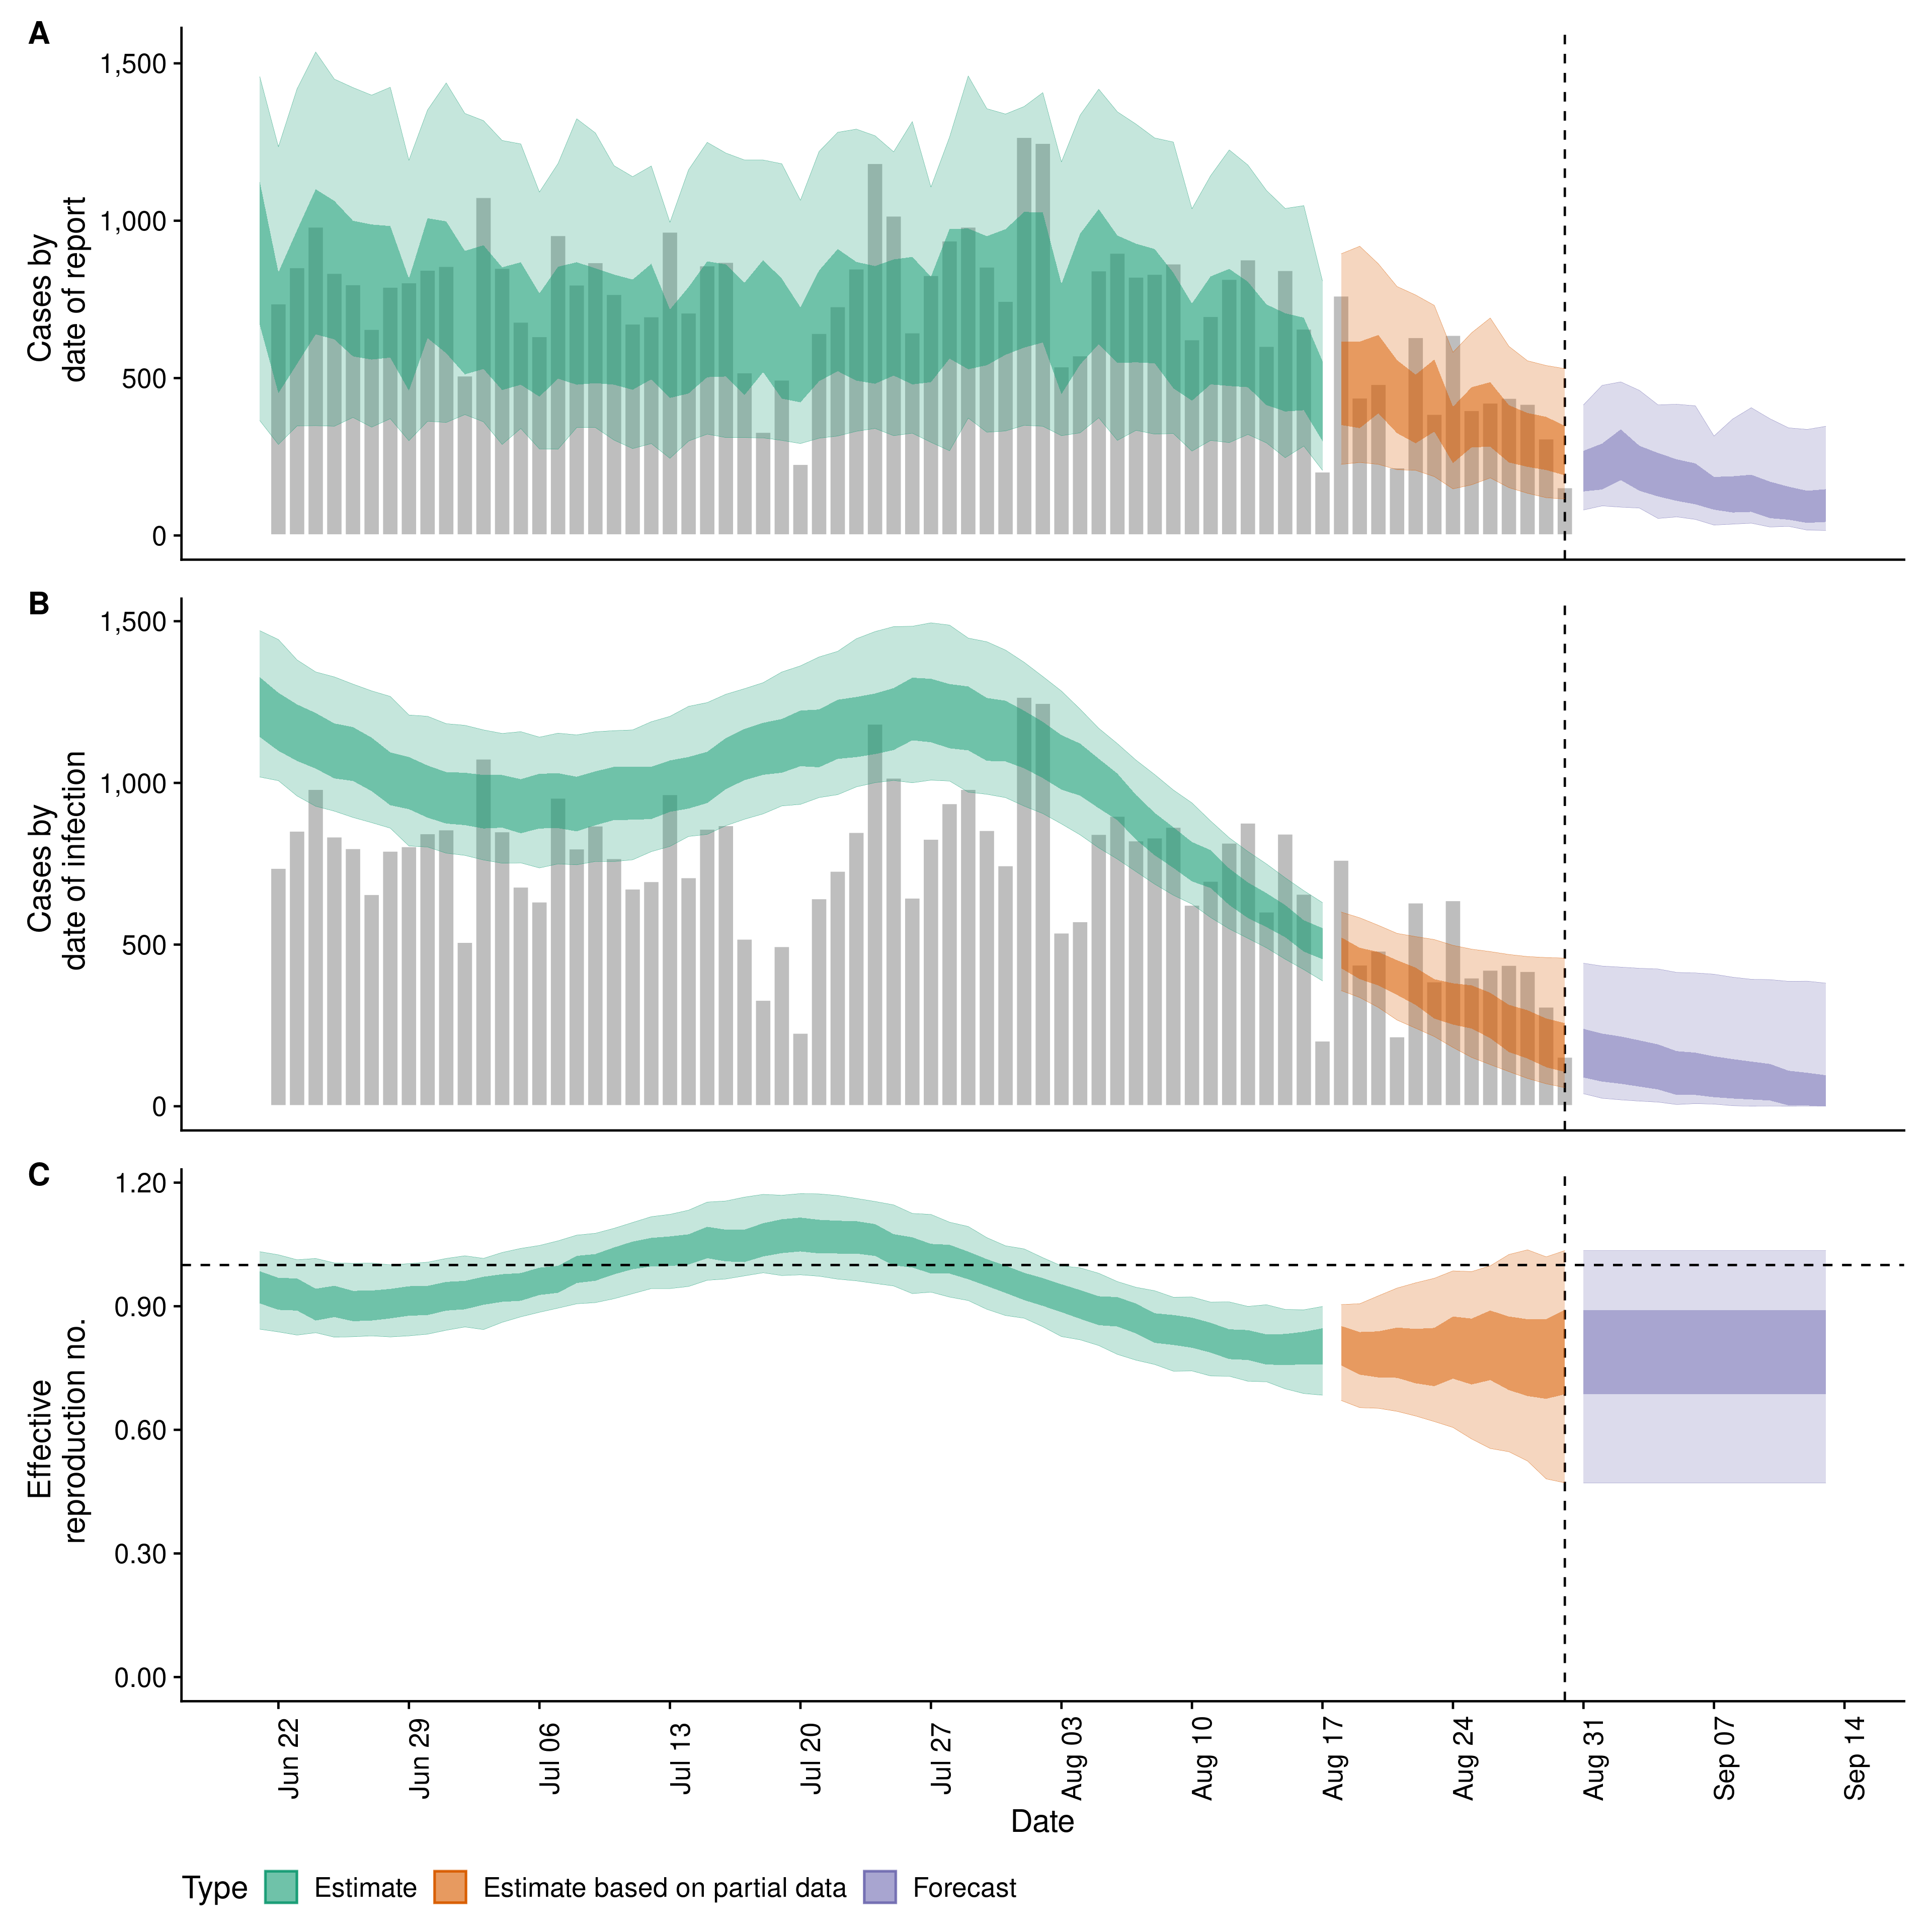 A
1,500
1,000
500
0
Cases by
date of report
B
1,500
1,000
500
0
Cases by
date of infection
C
1.20
0.90
0.60
0.30
0.00
Effective
reproduction no.
Jun 22
Jun 29
Jul 06
Jul 13
Jul 20
Jul 27
Aug 03
Aug 10
Aug 17
Aug 24
Aug 31
Sep 07
Sep 14
Date
Type Estimate Estimate based on partial data Forecast